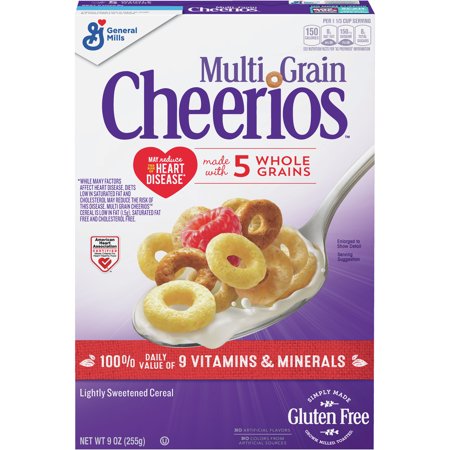 General
Mills
PER 1 1/3 CUP SERVING
150
CALORIES
Multi Grain
Cheerios™
MAY reduce
THE RISK OF
HEART
DISEASE*
made
with 5 WHOLE
GRAINS
*WHILE MANY FACTORS
AFFECT HEART DISEASE, DIETS
LOW IN SATURATED FAT AND
CHOLESTEROL MAY REDUCE THE RISK OF
THIS DISEASE. MULTI GRAIN CHEERIOS™
CEREAL IS LOW IN FAT (1.5g), SATURATED FAT
FREE AND CHOLESTEROL FREE.
American
Heart
Association
CERTIFIED
Enlarged to
Show Detail
Serving
Suggestion
100% DAILY
VALUE OF 9 VITAMINS & MINERALS
Lightly Sweetened Cereal
SIMPLY MADE
Gluten Free
GROWN. MILLED. TOASTED.
NO ARTIFICIAL FLAVORS
NO COLORS FROM
ARTIFICIAL SOURCES
NET WT 9 OZ (255g)
U